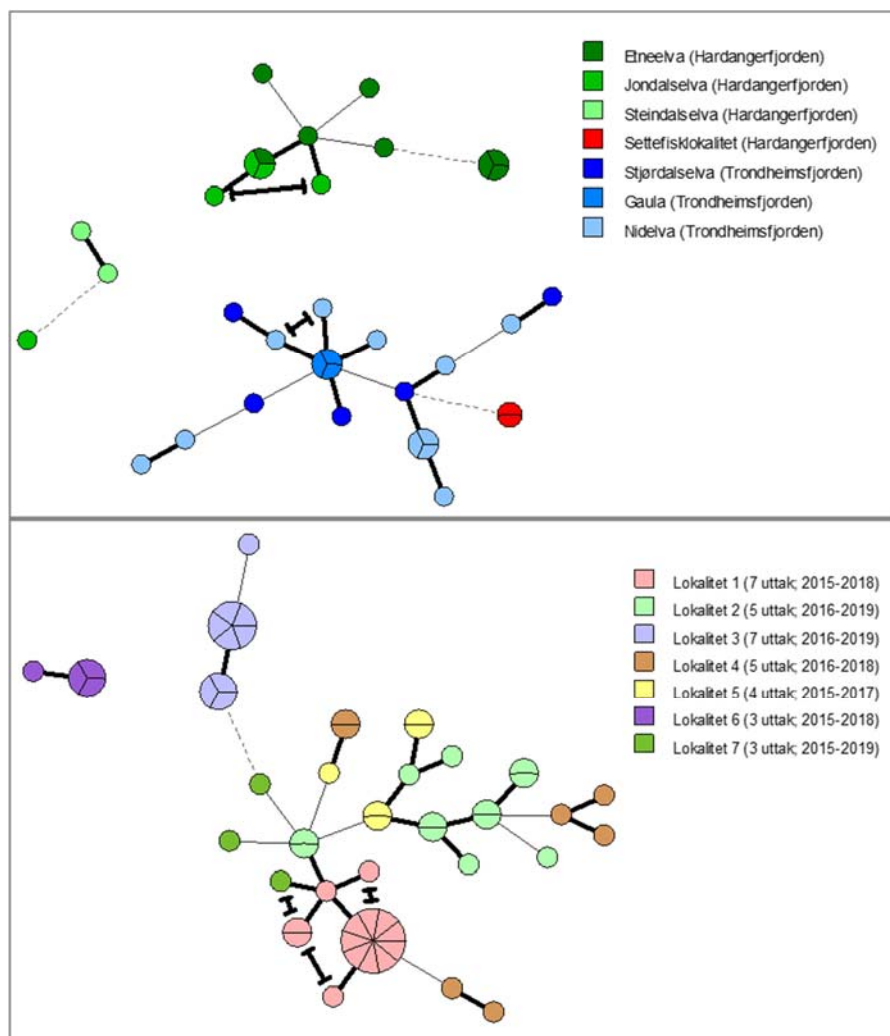 Etneelva (Hardangerfjorden)
Jondalselva (Hardangerfjorden)
Steindalselva (Hardangerfjorden)
Settefisklokalitet (Hardangerfjorden)
Stjørdalselva (Trondheimsfjorden)
Gaula (Trondheimsfjorden)
Nidelva (Trondheimsfjorden)
Lokalitet 1 (7 uttak; 2015-2018)
Lokalitet 2 (5 uttak; 2016-2019)
Lokalitet 3 (7 uttak; 2016-2019)
Lokalitet 4 (5 uttak; 2016-2018)
Lokalitet 5 (4 uttak; 2015-2017)
Lokalitet 6 (3 uttak; 2015-2018)
Lokalitet 7 (3 uttak; 2015-2019)